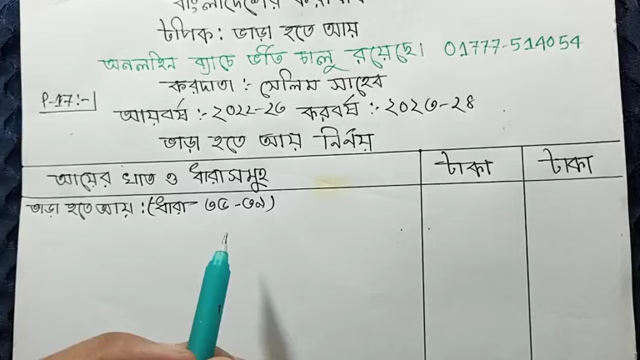 বাংলাদেশের
টপিক: ভাড়া হতে আয়
অনলাইন ব্যাচে ভর্তি চালু রয়েছে। 01777-514054
করদাতা :- সেলিম সাহেব
P-17:-
আয়বর্ষ :- ২০২২-২৩ করবর্ষ :- ২০২৩-২৪
ভাড়া হতে আয় নির্নয়
আয়ের খাত ও ধারাসমূহ টাকা টাকা
ভাড়া হতে আয় : (ধারা- ৩৫-৩৯)